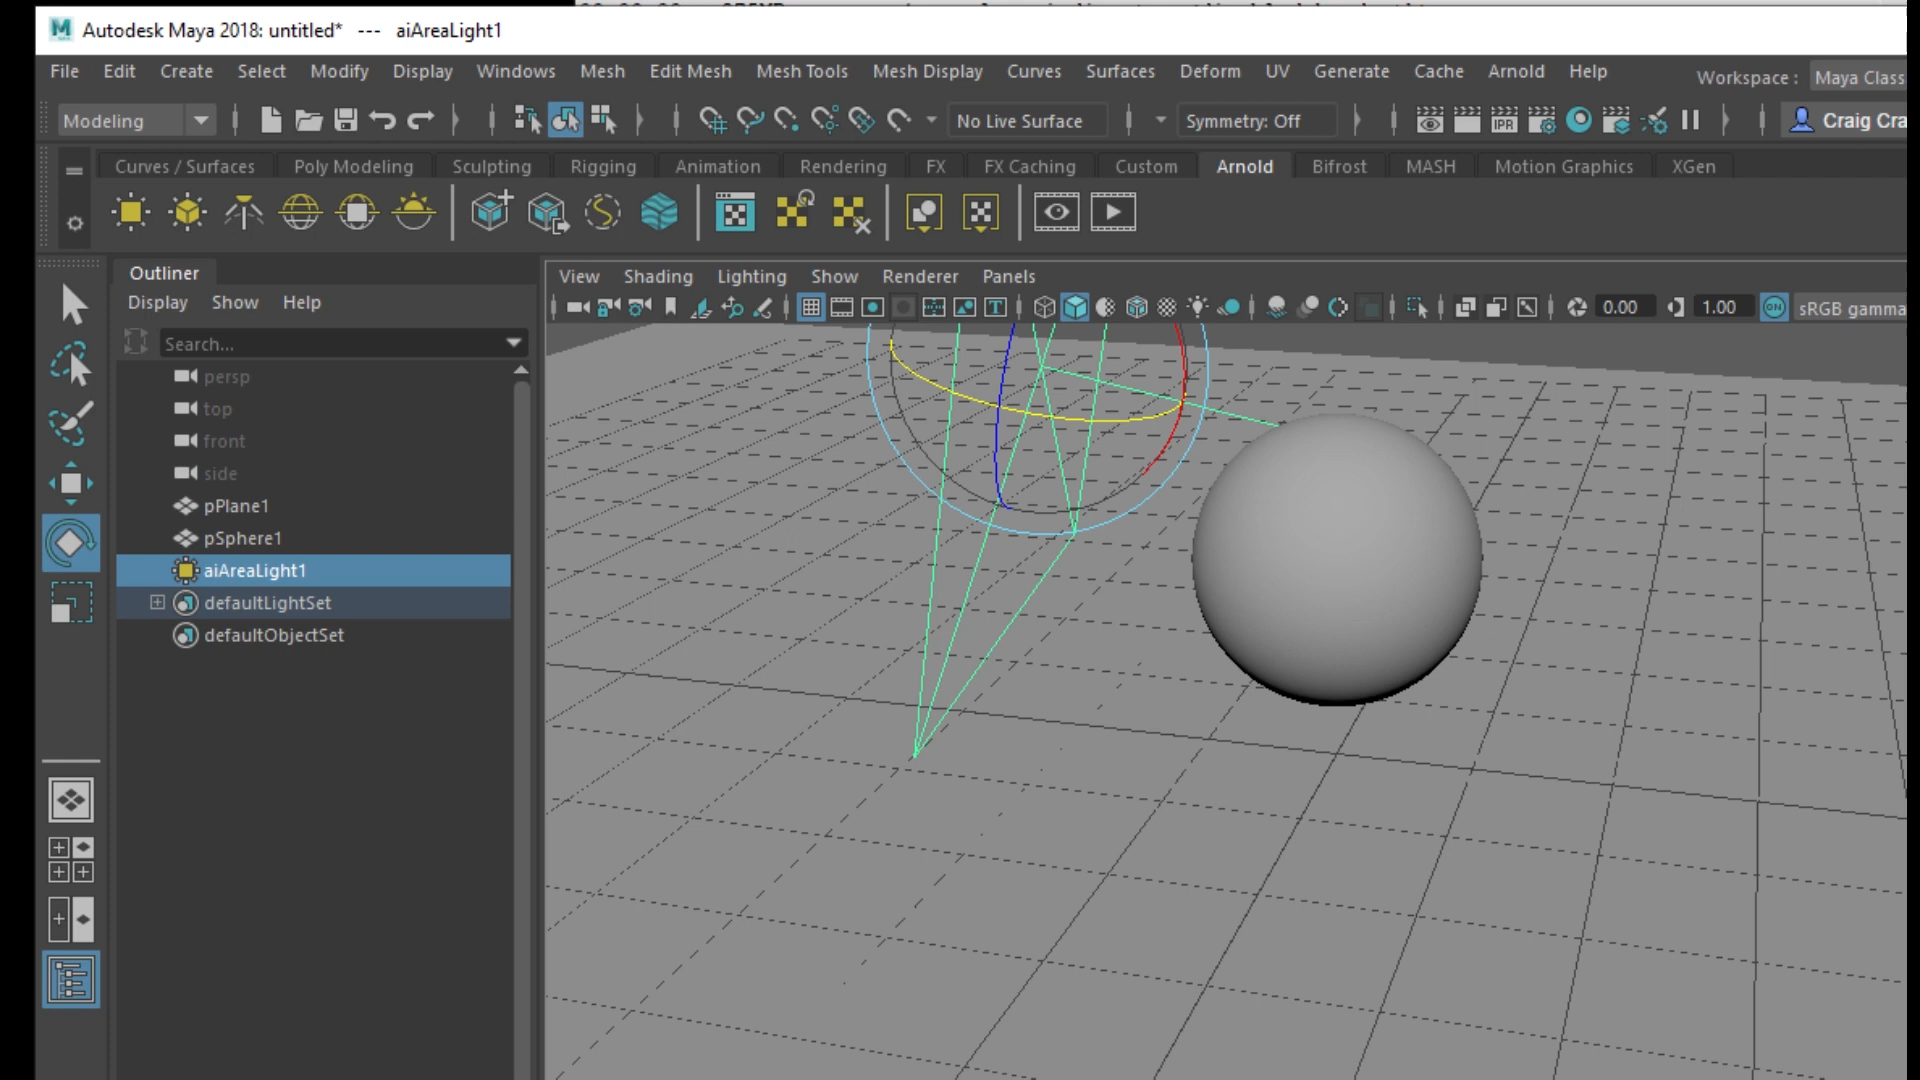 Autodesk Maya 2018: untitled* --- aiAreaLight1
File Edit Create Select Modify Display Windows Mesh Edit Mesh Mesh Tools Mesh Display Curves Surfaces Deform UV Generate Cache Arnold Help Workspace : Maya Class
Modeling No Live Surface Symmetry: Off IPR Craig Cra
Curves / Surfaces Poly Modeling Sculpting Rigging Animation Rendering FX FX Caching Custom Arnold Bifrost MASH Motion Graphics XGen
Outliner
Display Show Help
Search...
persp
top
front
side
pPlane1
pSphere1
aiAreaLight1
defaultLightSet
defaultObjectSet
View Shading Lighting Show Renderer Panels
0.00 1.00 ON sRGB gamma